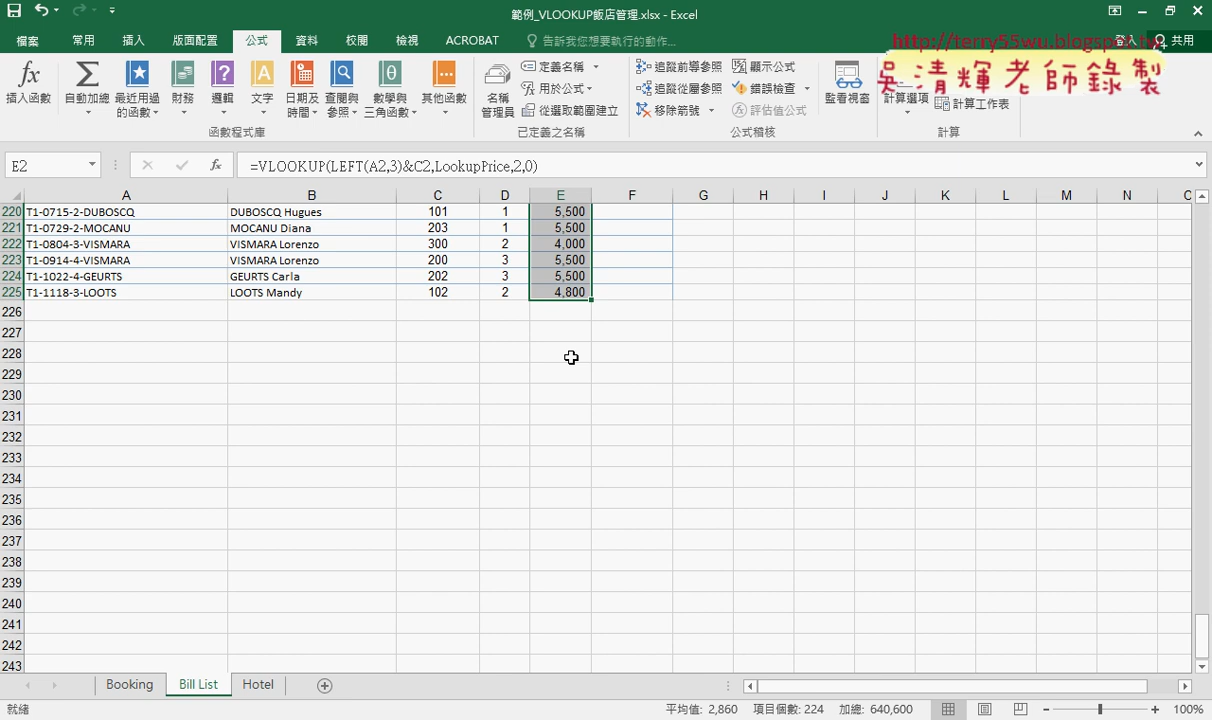 範例_VLOOKUP飯店管理.xlsx - Excel
檔案 常用 插入 版面配置 公式 資料 校閱 檢視 ACROBAT 告訴我您想要執行的動作... 登入 共用
http://terry55wu.blogspot.tw
吳清輝老師錄製
fx 插入函數 自動加總 最近用過的函數 財務 邏輯 文字 日期及時間 查閱與參照 數學與三角函數 其他函數
函數程式庫
名稱管理員 定義名稱 用於公式 從選取範圍建立
已定義之名稱
追蹤前導參照 追蹤從屬參照 移除箭號 顯示公式 錯誤檢查 評估值公式
公式稽核
監看視窗
計算選項 計算工作表
計算
E2 fx =VLOOKUP(LEFT(A2,3)&C2,LookupPrice,2,0)
A B C D E F G H I J K L M N O
220 T1-0715-2-DUBOSCQ DUBOSCQ Hugues 101 1 5,500
221 T1-0729-2-MOCANU MOCANU Diana 203 1 5,500
222 T1-0804-3-VISMARA VISMARA Lorenzo 300 2 4,000
223 T1-0914-4-VISMARA VISMARA Lorenzo 200 3 5,500
224 T1-1022-4-GEURTS GEURTS Carla 202 3 5,500
225 T1-1118-3-LOOTS LOOTS Mandy 102 2 4,800
226
227
228
229
230
231
232
233
234
235
236
237
238
239
240
241
242
243
Booking Bill List Hotel
就緒 平均值: 2,860 項目個數: 224 加總: 640,600 100%